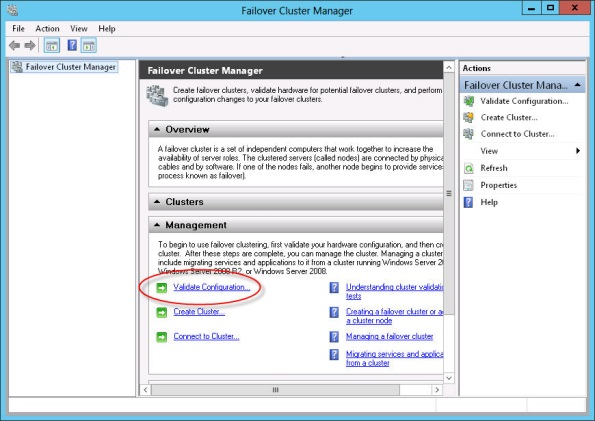 Failover Cluster Manager
File Action View Help
Failover Cluster Manager
Failover Cluster Manager
Create failover clusters, validate hardware for potential failover clusters, and perform
configuration changes to your failover clusters.
Overview
A failover cluster is a set of independent computers that work together to increase the
availability of server roles. The clustered servers (called nodes) are connected by physica
cables and by software. If one of the nodes fails, another node begins to provide services
process known as failover).
Clusters
Management
To begin to use failover clustering, first validate your hardware configuration, and then cre
cluster. After these steps are complete, you can manage the cluster. Managing a cluster
include migrating services and applications to it from a cluster running Windows Server 2
Windows Server 2008 R2, or Windows Server 2008.
Validate Configuration...
Create Cluster...
Connect to Cluster...
Understanding cluster validatio
tests
Creating a failover cluster or a
a cluster node
Managing a failover cluster
Migrating services and applica
from a cluster
Actions
Failover Cluster Mana...
Validate Configuration...
Create Cluster...
Connect to Cluster...
View
Refresh
Properties
Help